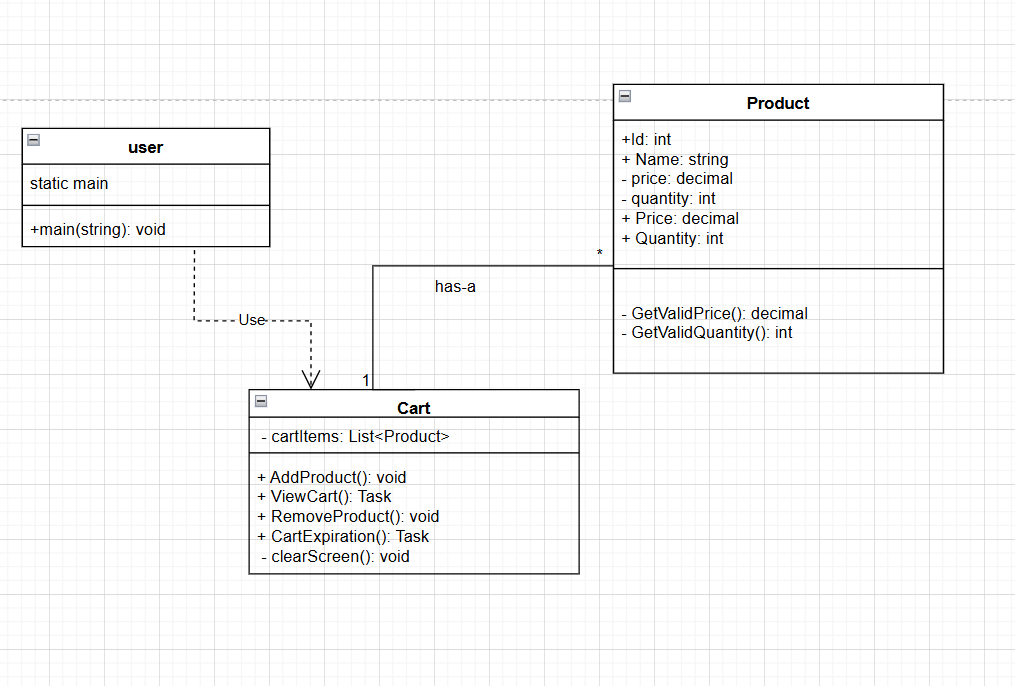 user
static main
+main(string): void
Use
Product
+Id: int
+ Name: string
- price: decimal
- quantity: int
+ Price: decimal
+ Quantity: int
- GetValidPrice(): decimal
- GetValidQuantity(): int
*
has-a
1
Cart
- cartItems: List<Product>
+ AddProduct(): void
+ ViewCart(): Task
+ RemoveProduct(): void
+ CartExpiration(): Task
- clearScreen(): void